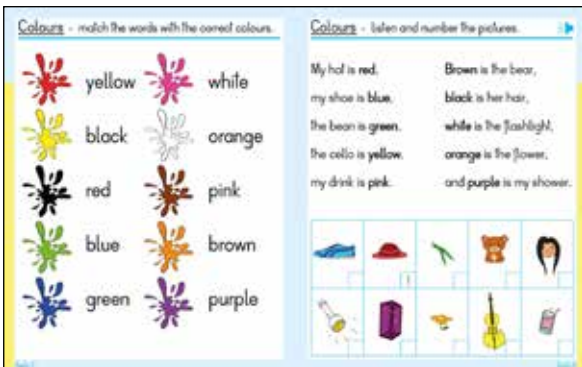 Colours - match the words with the correct colours.
yellow white
black orange
red pink
blue brown
green purple
Colours - listen and number the pictures.
My hat is red,
my shoe is blue,
the bean is green,
the cello is yellow,
my drink is pink.
Brown is the bear,
black is her hair,
white is the flashlight,
orange is the flower,
and purple is my shower.
1